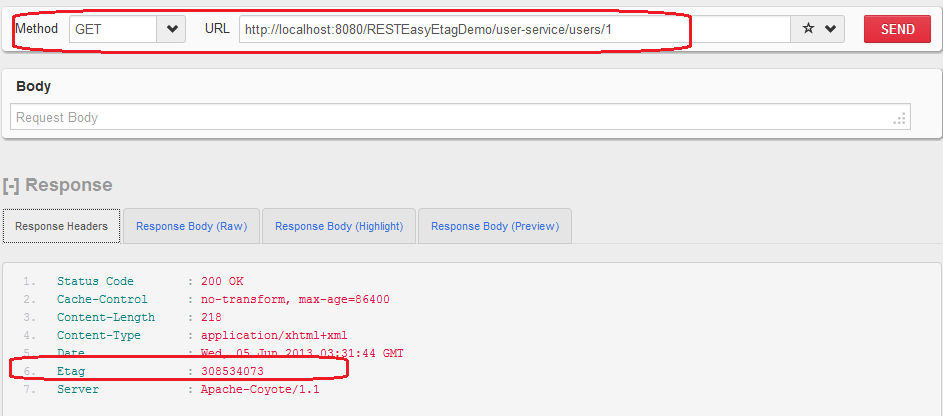 Method GET URL http://localhost:8080/RESTEasyEtagDemo/user-service/users/1 SEND
Body
Request Body
[-] Response
Response Headers Response Body (Raw) Response Body (Highlight) Response Body (Preview)
1. Status Code : 200 OK
2. Cache-Control : no-transform, max-age=86400
3. Content-Length : 218
4. Content-Type : application/xhtml+xml
5. Date : Wed, 05 Jun 2013 03:31:44 GMT
6. Etag : 308534073
7. Server : Apache-Coyote/1.1